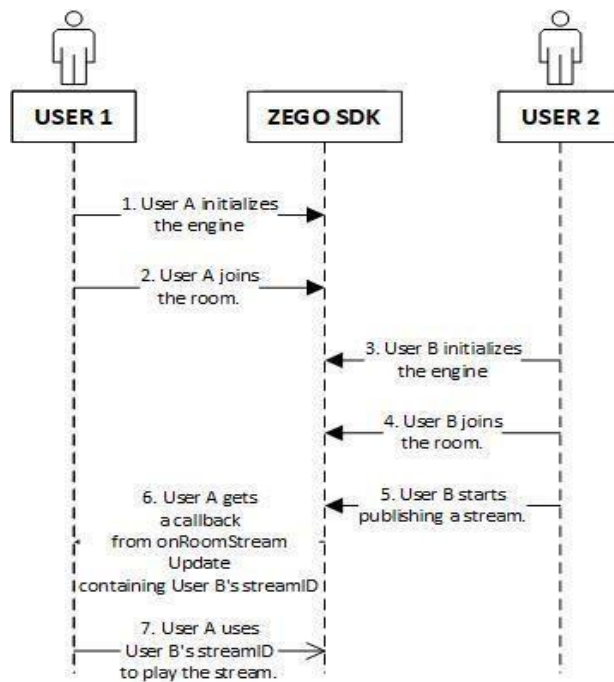 USER 1
ZEGO SDK
USER 2
1. User A initializes
the engine
2. User A joins
the room.
3. User B initializes
the engine
4. User B joins
the room.
5. User B starts
publishing a stream.
6. User A gets
a callback
from onRoomStream
Update
containing User B's streamID
7. User A uses
User B's streamID
to play the stream.